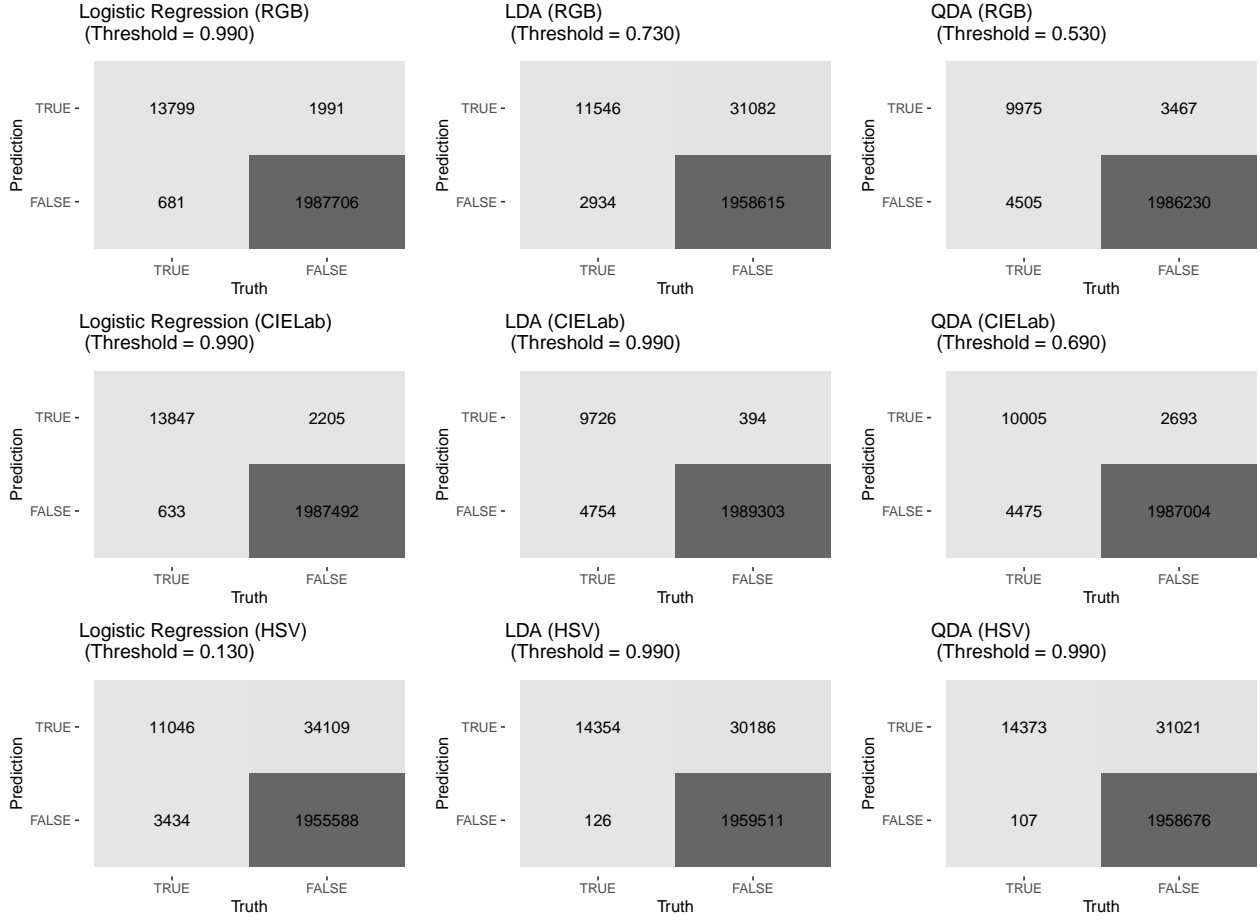 Logistic Regression (RGB)
(Threshold = 0.990)
Prediction
TRUE
13799
1991
FALSE
681
1987706
TRUE
FALSE
Truth
LDA (RGB)
(Threshold = 0.730)
Prediction
TRUE
11546
31082
FALSE
2934
1958615
TRUE
FALSE
Truth
QDA (RGB)
(Threshold = 0.530)
Prediction
TRUE
9975
3467
FALSE
4505
1986230
TRUE
FALSE
Truth
Logistic Regression (CIELab)
(Threshold = 0.990)
Prediction
TRUE
13847
2205
FALSE
633
1987492
TRUE
FALSE
Truth
LDA (CIELab)
(Threshold = 0.990)
Prediction
TRUE
9726
394
FALSE
4754
1989303
TRUE
FALSE
Truth
QDA (CIELab)
(Threshold = 0.690)
Prediction
TRUE
10005
2693
FALSE
4475
1987004
TRUE
FALSE
Truth
Logistic Regression (HSV)
(Threshold = 0.130)
Prediction
TRUE
11046
34109
FALSE
3434
1955588
TRUE
FALSE
Truth
LDA (HSV)
(Threshold = 0.990)
Prediction
TRUE
14354
30186
FALSE
126
1959511
TRUE
FALSE
Truth
QDA (HSV)
(Threshold = 0.990)
Prediction
TRUE
14373
31021
FALSE
107
1958676
TRUE
FALSE
Truth